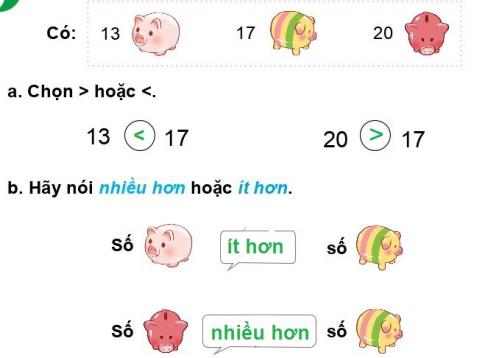 Có: 13 17 20
a. Chọn > hoặc <.
13 < 17 20 > 17
b. Hãy nói nhiều hơn hoặc ít hơn.
Số ít hơn số
Số nhiều hơn số